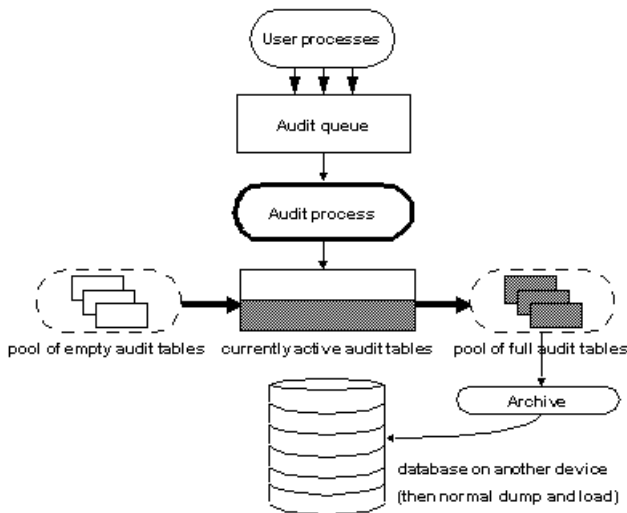 User processes
Audit queue
Audit process
pool of empty audit tables
currently active audit tables
pool of full audit tables
Archive
database on another device
(then normal dump and load)